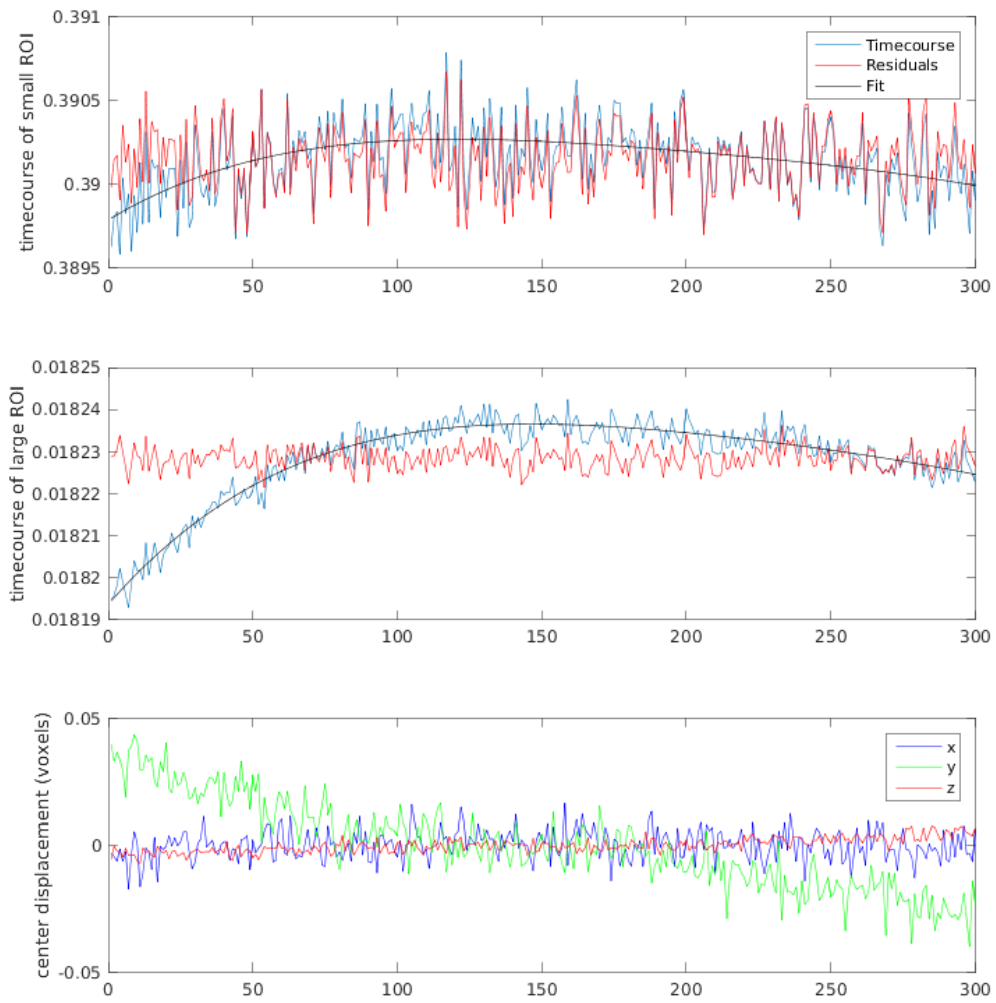 timecourse of small ROI
0.391
0.3905
0.39
0.3895
0 50 100 150 200 250 300
Timecourse
Residuals
Fit
timecourse of large ROI
0.01825
0.01824
0.01823
0.01822
0.01821
0.0182
0.01819
0 50 100 150 200 250 300
center displacement (voxels)
0.05
0
-0.05
0 50 100 150 200 250 300
x
y
z